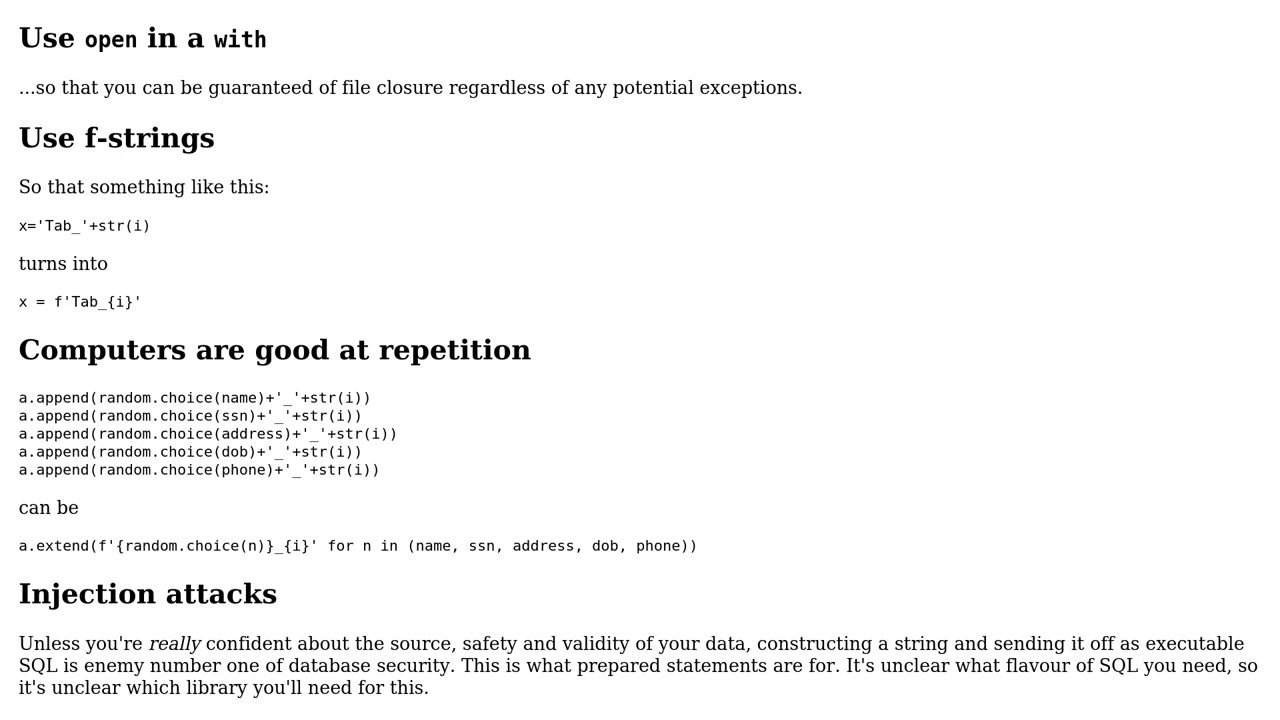 Use open in a with
...so that you can be guaranteed of file closure regardless of any potential exceptions.
Use f-strings
So that something like this:
x='Tab_'+str(i)
turns into
x = f'Tab_{i}'
Computers are good at repetition
a.append(random.choice(name)+'_'+str(i))
a.append(random.choice(ssn)+'_'+str(i))
a.append(random.choice(address)+'_'+str(i))
a.append(random.choice(dob)+'_'+str(i))
a.append(random.choice(phone)+'_'+str(i))
can be
a.extend(f'{random.choice(n)}_{i}' for n in (name, ssn, address, dob, phone))
Injection attacks
Unless you're really confident about the source, safety and validity of your data, constructing a string and sending it off as executable
SQL is enemy number one of database security. This is what prepared statements are for. It's unclear what flavour of SQL you need, so
it's unclear which library you'll need for this.